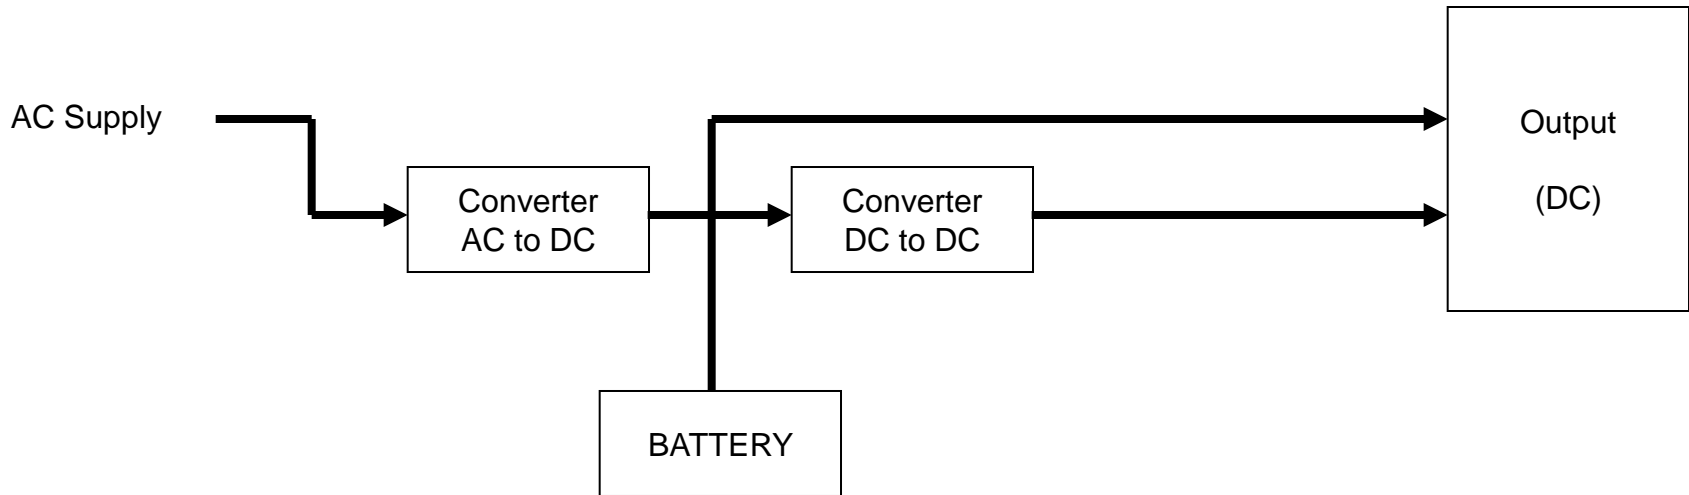 AC Supply
Converter
AC to DC
Converter
DC to DC
Output
(DC)
BATTERY